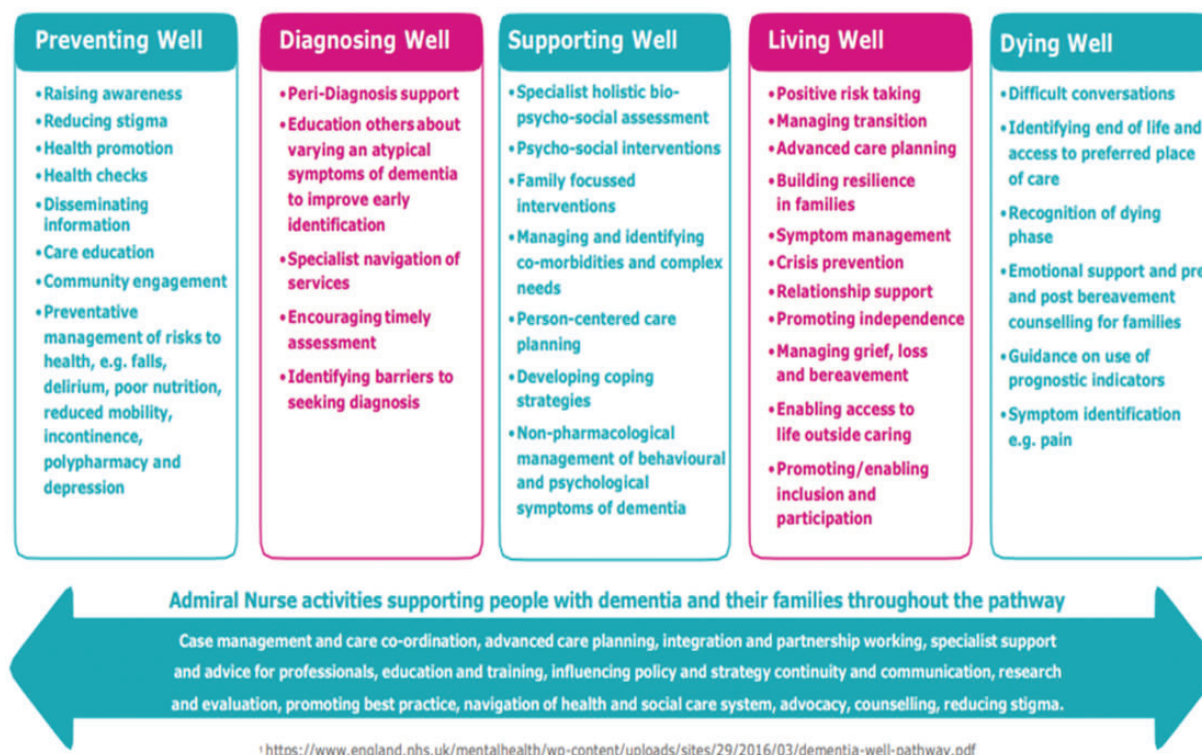 Preventing Well
•Raising awareness
•Reducing stigma
•Health promotion
•Health checks
•Disseminating
information
•Care education
•Community engagement
•Preventative
management of risks to
health, e.g. falls,
delirium, poor nutrition,
reduced mobility,
incontinence,
polypharmacy and
depression
Diagnosing Well
•Peri-Diagnosis support
•Education others about
varying an atypical
symptoms of dementia
to improve early
identification
•Specialist navigation of
services
•Encouraging timely
assessment
•Identifying barriers to
seeking diagnosis
Supporting Well
•Specialist holistic bio-
psycho-social assessment
•Psycho-social interventions
•Family focussed
interventions
•Managing and identifying
co-morbidities and complex
needs
•Person-centered care
planning
•Developing coping
strategies
•Non-pharmacological
management of behavioural
and psychological
symptoms of dementia
Living Well
•Positive risk taking
•Managing transition
•Advanced care planning
•Building resilience
in families
•Symptom management
•Crisis prevention
•Relationship support
•Promoting independence
•Managing grief, loss
and bereavement
•Enabling access to
life outside caring
•Promoting/enabling
inclusion and
participation
Dying Well
•Difficult conversations
•Identifying end of life and
access to preferred place
of care
•Recognition of dying
phase
•Emotional support and pre
and post bereavement
counselling for families
•Guidance on use of
prognostic indicators
•Symptom identification
e.g. pain
Admiral Nurse activities supporting people with dementia and their families throughout the pathway
Case management and care co-ordination, advanced care planning, integration and partnership working, specialist support
and advice for professionals, education and training, influencing policy and strategy continuity and communication, research
and evaluation, promoting best practice, navigation of health and social care system, advocacy, counselling, reducing stigma.
¹ https://www.england.nhs.uk/mentalhealth/wp-content/uploads/sites/29/2016/03/dementia-well-pathway.pdf